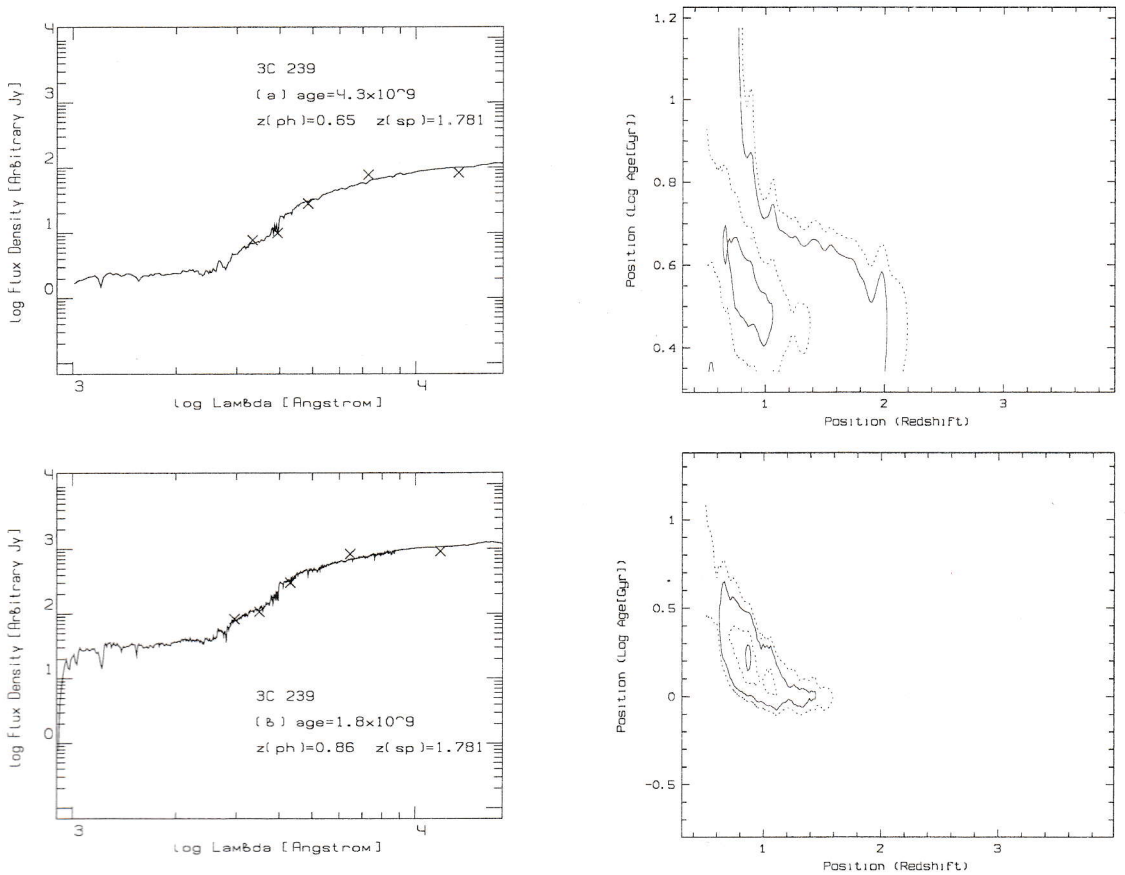 4
3
2
1
0
log Flux Density [Arbitrary Jy]
3C 239
(a) age=4.3x10^9
z(ph)=0.65 z(sp)=1.781
3
4
log Lambda [Angstrom]
1.2
1
0.8
0.6
0.4
Position (Log Age[Gyr])
1
2
3
Position (Redshift)
4
3
2
1
0
log Flux Density [Arbitrary Jy]
3C 239
(B) age=1.8x10^9
z(ph)=0.86 z(sp)=1.781
3
4
log Lambda [Angstrom]
1
0.5
0
-0.5
Position (Log Age[Gyr])
1
2
3
Position (Redshift)